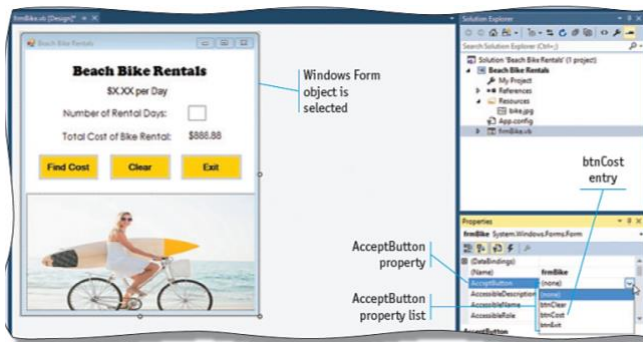 frmBike.vb [Design]*
Beach Bike Rentals
Beach Bike Rentals
$X.XX per Day
Number of Rental Days:
Total Cost of Bike Rental: $888.88
Find Cost Clear Exit
Windows Form
object is
selected
AcceptButton
property
AcceptButton
property list
Solution Explorer
Search Solution Explorer (Ctrl+;)
Solution 'Beach Bike Rentals' (1 project)
Beach Bike Rentals
My Project
References
Resources
bike.jpg
App.config
frmBike.vb
btnCost
entry
Properties
frmBike System.Windows.Forms.Form
(DataBindings)
(Name) frmBike
AcceptButton (none)
AccessibleDescription (none)
AccessibleName btnClear
AccessibleRole btnCost
btnExit
AcceptButton